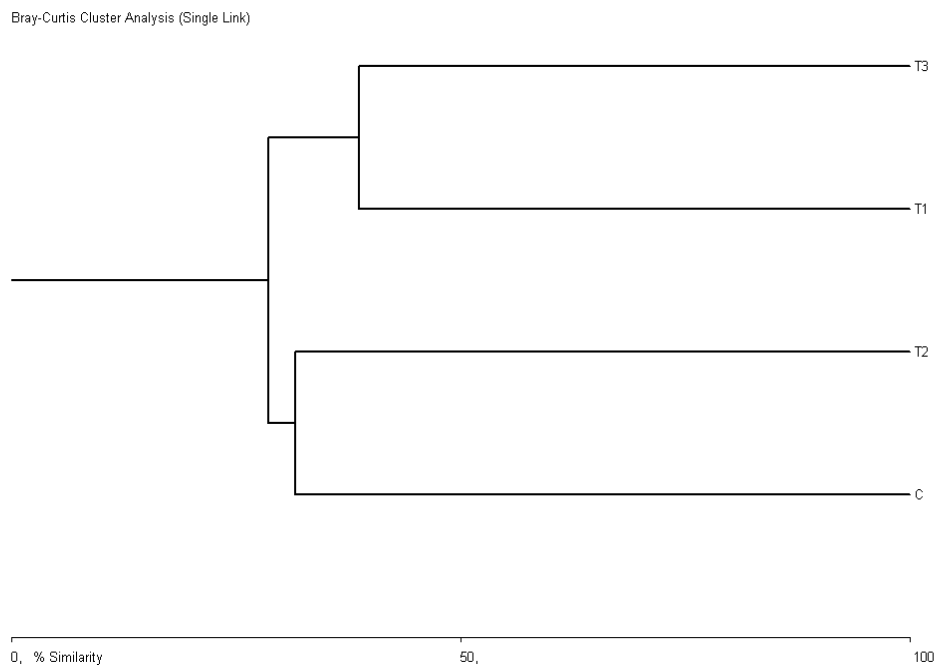 Bray-Curtis Cluster Analysis (Single Link)
T3
T1
T2
C
0, % Similarity 50, 100